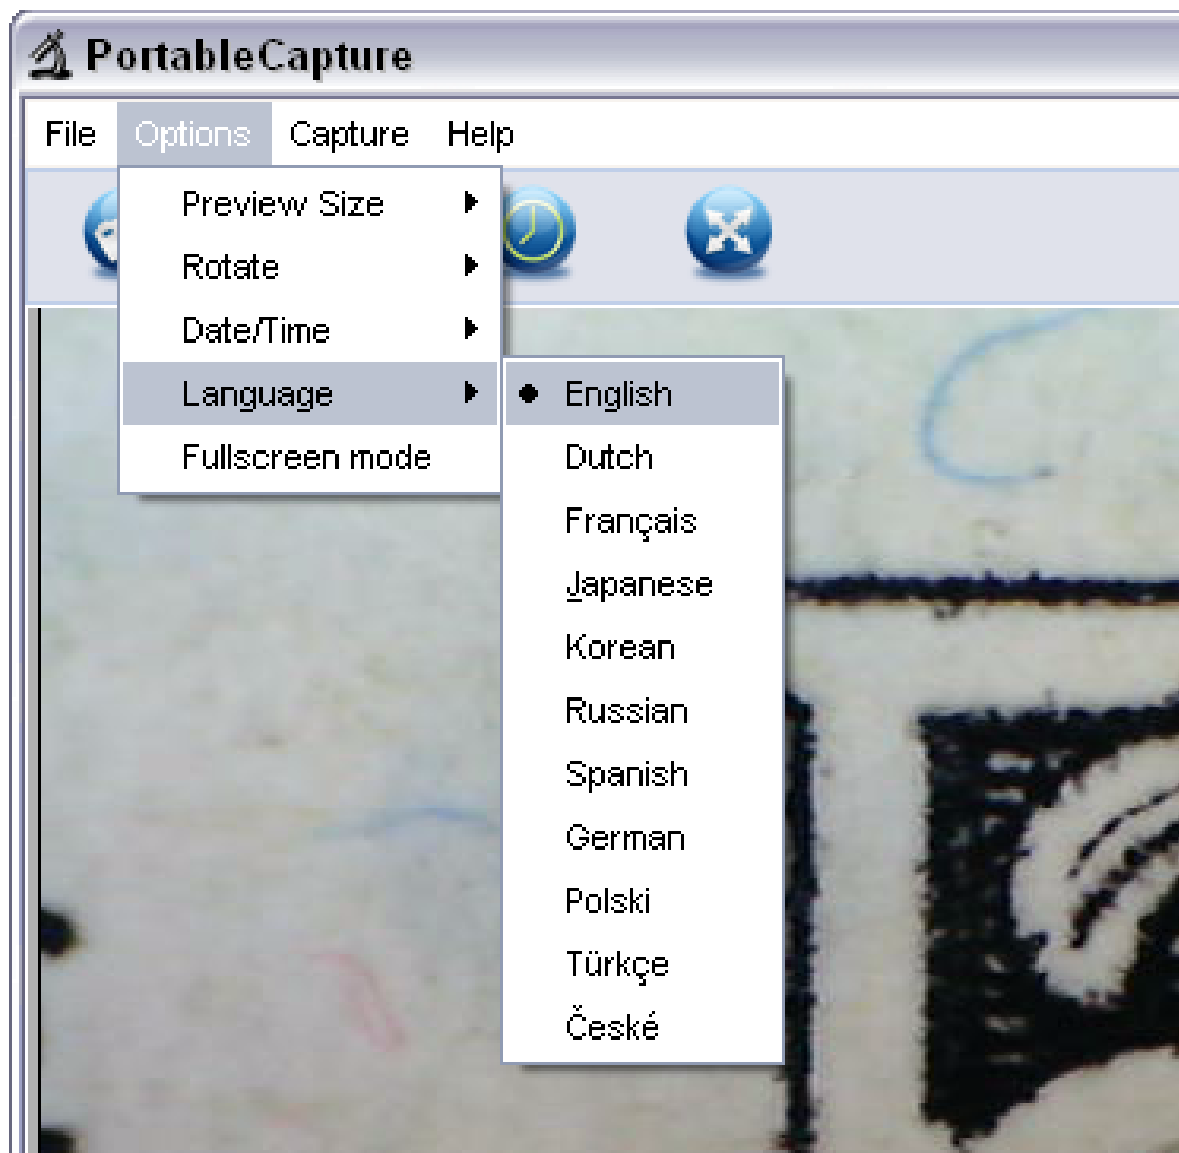 PortableCapture
File Options Capture Help
Preview Size
Rotate
Date/Time
Language
Fullscreen mode
English
Dutch
Français
Japanese
Korean
Russian
Spanish
German
Polski
Türkçe
České